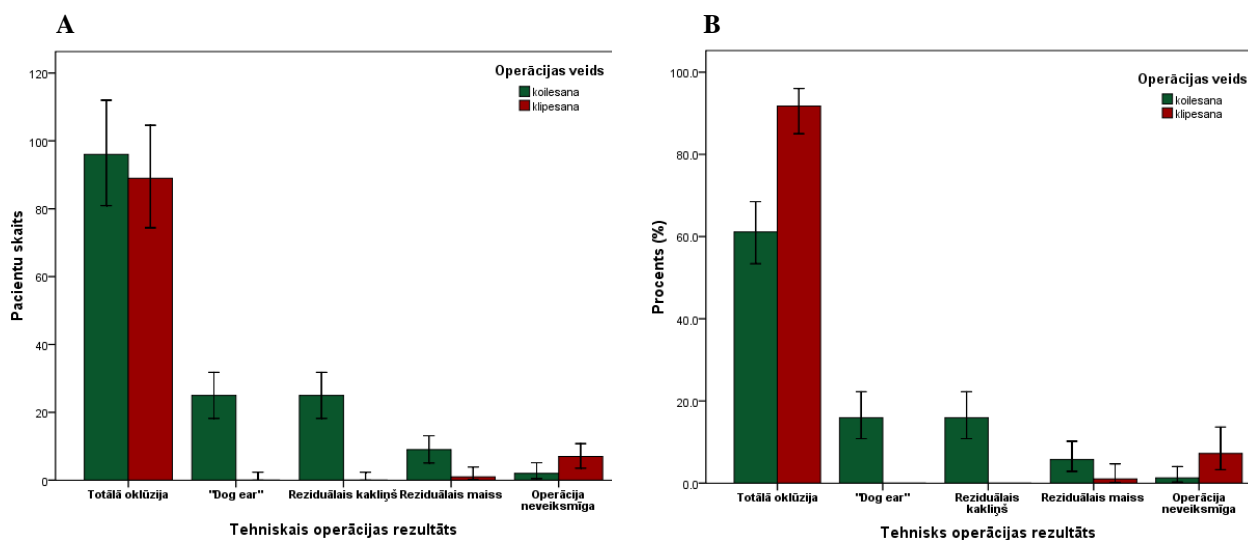 A
Operācijas veids
koilesana
klipesana
Pacientu skaits
120
100
80
60
40
20
0
Totālā oklūzija
"Dog ear"
Reziduālais kakliņš
Reziduālais maiss
Operācija
neveiksmīga
Tehniskais operācijas rezultāts
B
Operācijas veids
koilesana
klipesana
Procents (%)
100.0
80.0
60.0
40.0
20.0
0.0
Totālā oklūzija
"Dog ear"
Reziduālais
kakliņš
Reziduālais maiss
Operācija
neveiksmīga
Tehnisks operācijas rezultāts